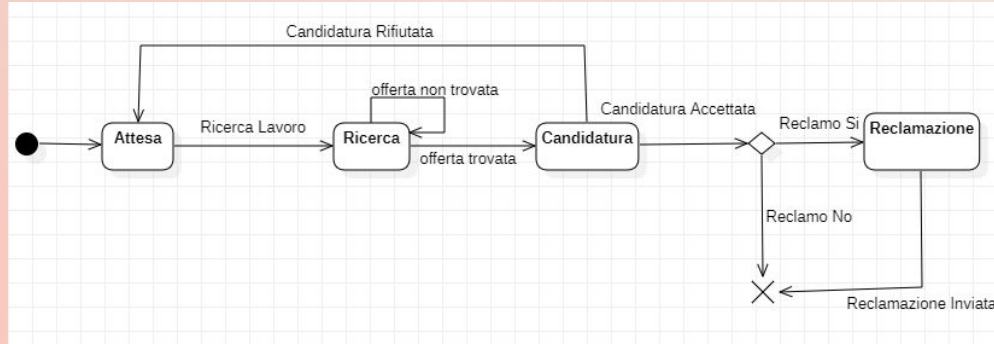 Candidatura Rifiutata
offerta non trovata
Candidatura Accettata
Ricerca Lavoro
Reclamo Si
Attesa
Ricerca
Candidatura
Reclamazione
offerta trovata
Reclamo No
Reclamazione Inviata